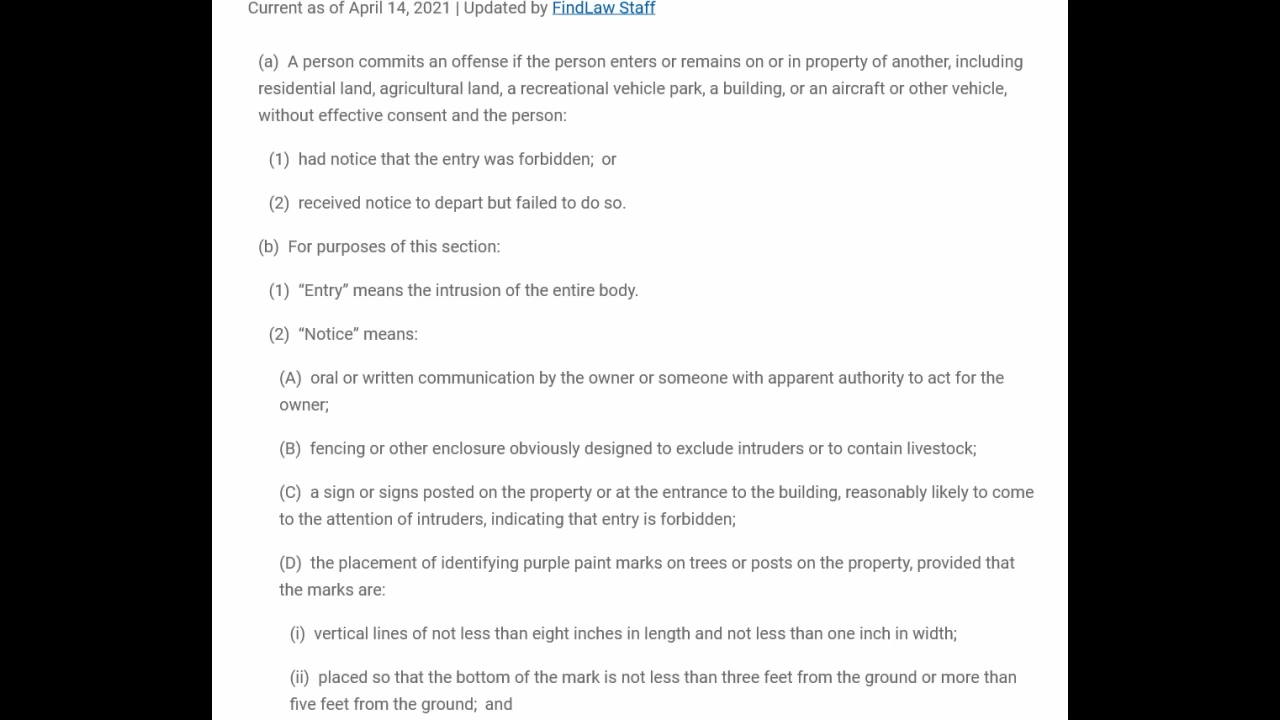 Current as of April 14, 2021 | Updated by FindLaw Staff
(a)  A person commits an offense if the person enters or remains on or in property of another, including
residential land, agricultural land, a recreational vehicle park, a building, or an aircraft or other vehicle,
without effective consent and the person:
(1)  had notice that the entry was forbidden;  or
(2)  received notice to depart but failed to do so.
(b)  For purposes of this section:
(1)  “Entry” means the intrusion of the entire body.
(2)  “Notice” means:
(A)  oral or written communication by the owner or someone with apparent authority to act for the
owner;
(B)  fencing or other enclosure obviously designed to exclude intruders or to contain livestock;
(C)  a sign or signs posted on the property or at the entrance to the building, reasonably likely to come
to the attention of intruders, indicating that entry is forbidden;
(D)  the placement of identifying purple paint marks on trees or posts on the property, provided that
the marks are:
(i)  vertical lines of not less than eight inches in length and not less than one inch in width;
(ii)  placed so that the bottom of the mark is not less than three feet from the ground or more than
five feet from the ground;  and